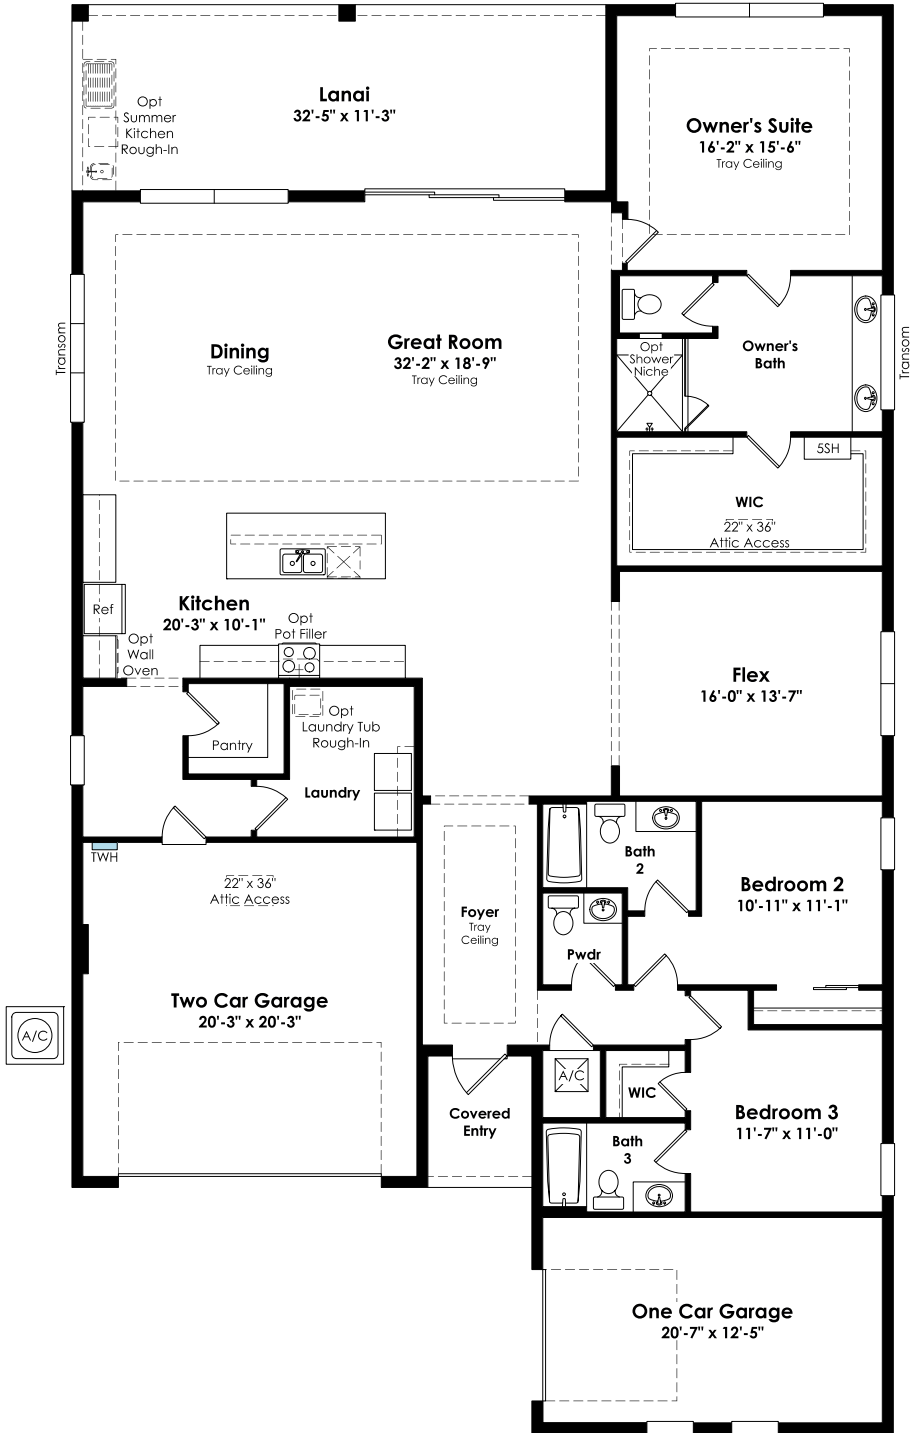 Lanai
32'-5" x 11'-3"
Opt
Summer
Kitchen
Rough-In
Owner's Suite
16'-2" x 15'-6"
Tray Ceiling
Transom
Dining
Tray Ceiling
Great Room
32'-2" x 18'-9"
Tray Ceiling
Opt
Shower
Niche
Owner's
Bath
Transom
5SH
WIC
22" x 36"
Attic Access
Kitchen
20'-3" x 10'-1"
Ref
Opt
Wall
Oven
Opt
Pot Filler
Flex
16'-0" x 13'-7"
Pantry
Opt
Laundry Tub
Rough-In
Laundry
TWH
22" x 36"
Attic Access
Foyer
Tray
Ceiling
Bath
2
Bedroom 2
10'-11" x 11'-1"
Pwdr
Two Car Garage
20'-3" x 20'-3"
A/C
A/C
WIC
Covered
Entry
Bedroom 3
11'-7" x 11'-0"
Bath
3
One Car Garage
20'-7" x 12'-5"